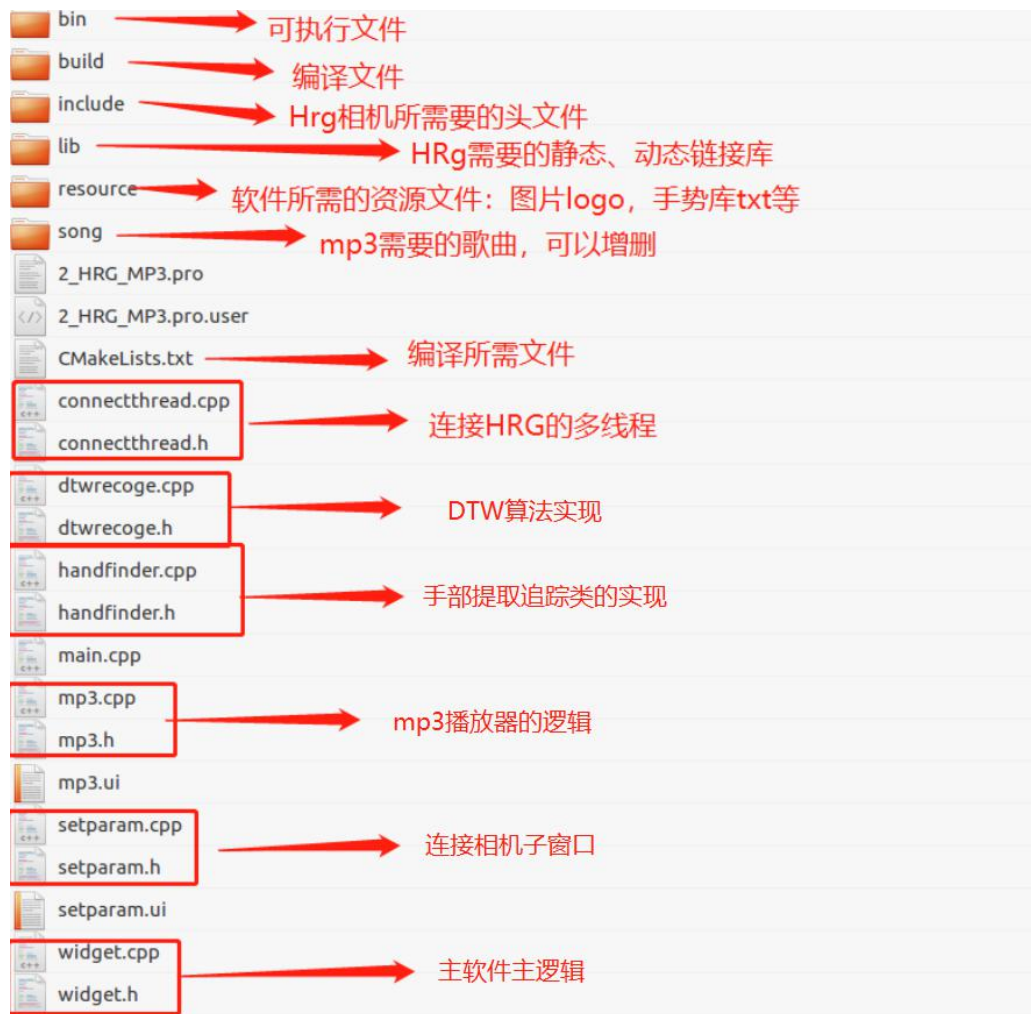 bin
可执行文件
build
编译文件
include
Hrg相机所需要的头文件
lib
HRg需要的静态、动态链接库
resource
软件所需的资源文件：图片logo，手势库txt等
song
mp3需要的歌曲，可以增删
2_HRG_MP3.pro
2_HRG_MP3.pro.user
CMakeLists.txt
编译所需文件
connectthread.cpp
连接HRG的多线程
connectthread.h
dtwrecoge.cpp
DTW算法实现
dtwrecoge.h
handfinder.cpp
手部提取追踪类的实现
handfinder.h
main.cpp
mp3.cpp
mp3播放器的逻辑
mp3.h
mp3.ui
setparam.cpp
连接相机子窗口
setparam.h
setparam.ui
widget.cpp
主软件主逻辑
widget.h